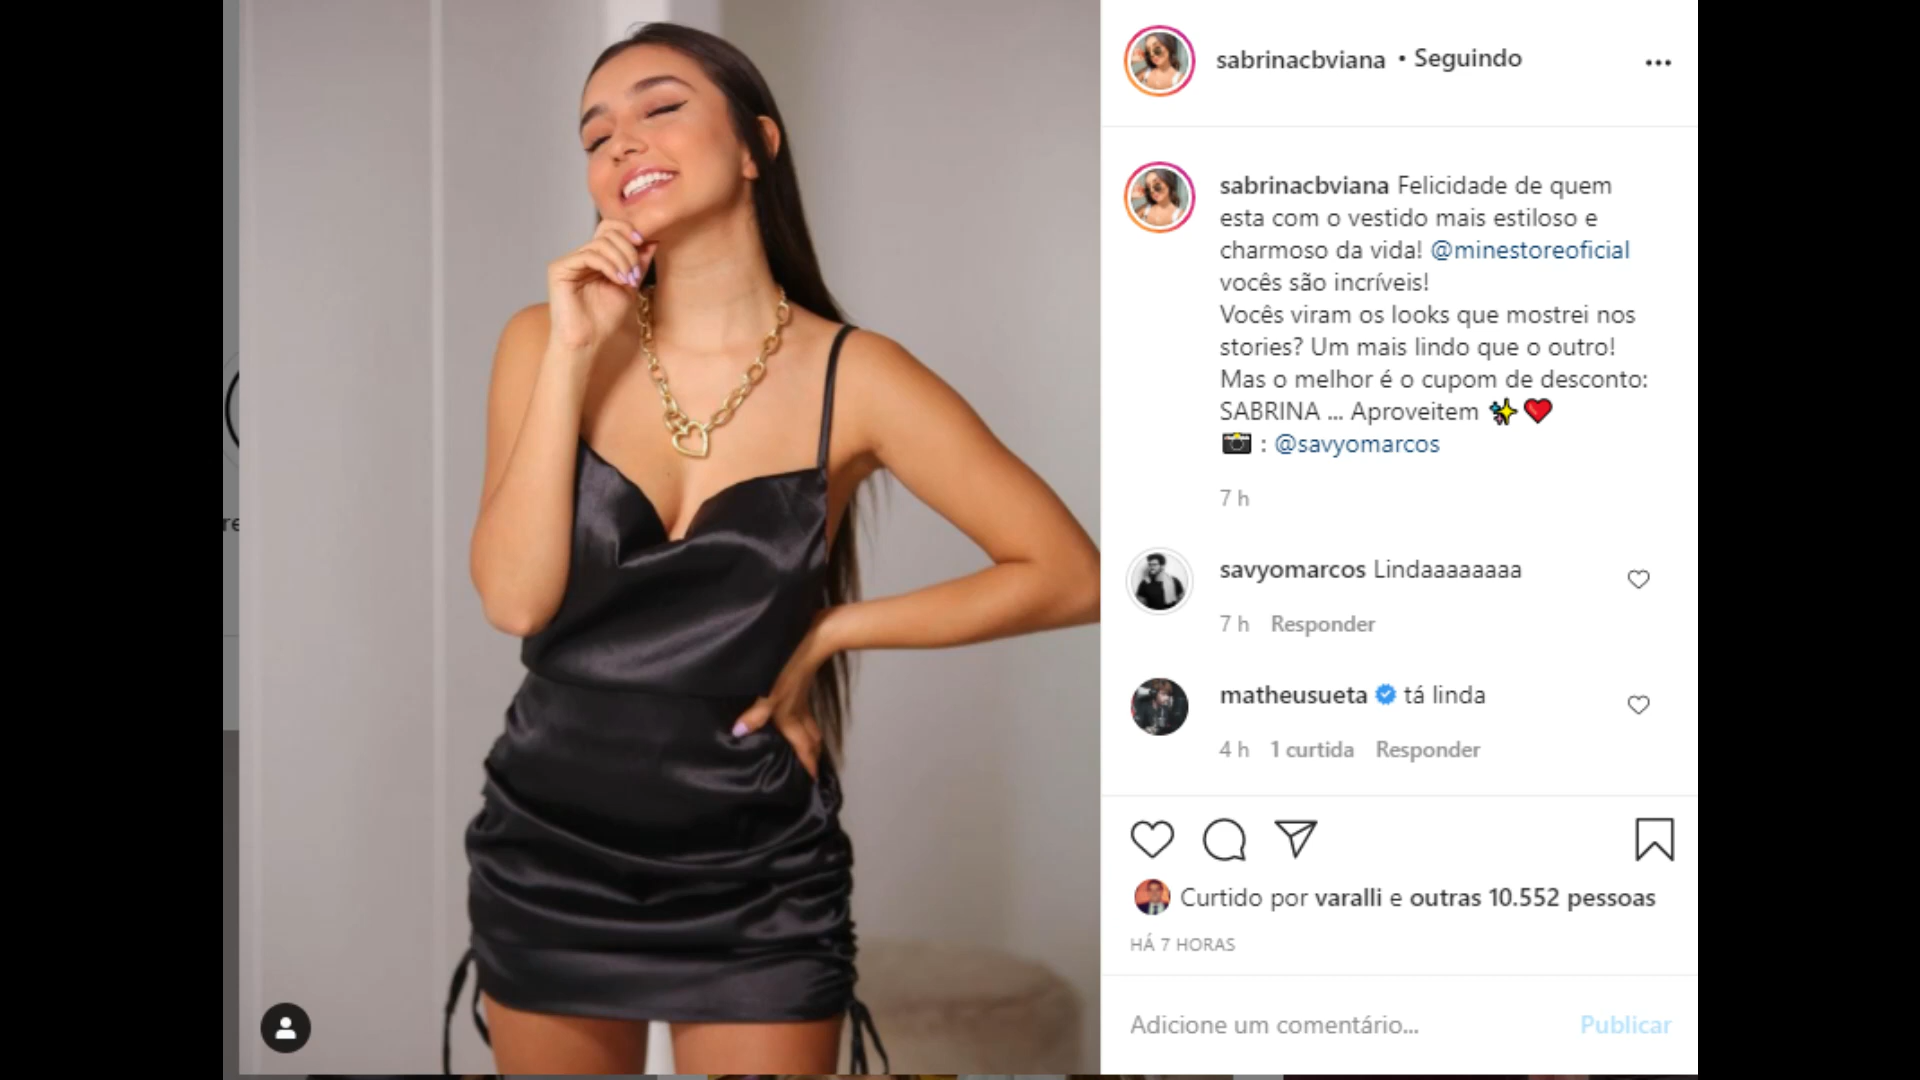 sabrinacbviana • Seguindo
sabrinacbviana Felicidade de quem
esta com o vestido mais estiloso e
charmoso da vida! @minestoreoficial
vocês são incríveis!
Vocês viram os looks que mostrei nos
stories? Um mais lindo que o outro!
Mas o melhor é o cupom de desconto:
SABRINA ... Aproveitem ✨❤️
📷 : @savyomarcos
7 h
savyomarcos Lindaaaaaaaa
7 h Responder
matheusueta tá linda
4 h 1 curtida Responder
Curtido por varalli e outras 10.552 pessoas
HÁ 7 HORAS
Adicione um comentário...
Publicar